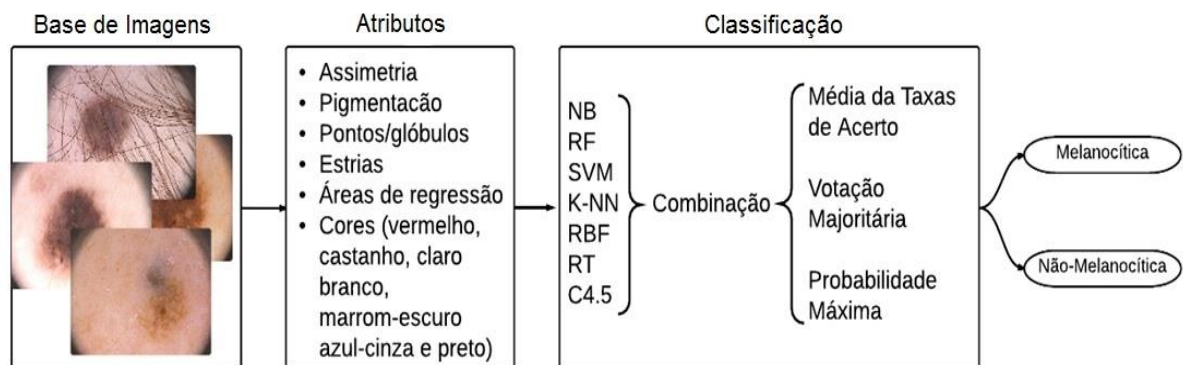 Base de Imagens
Atributos
Classificação
• Assimetria
• Pigmentacão
• Pontos/glóbulos
• Estrias
• Áreas de regressão
• Cores (vermelho,
castanho, claro
branco,
marrom-escuro
azul-cinza e preto)
NB
RF
SVM
K-NN
RBF
RT
C4.5
Combinação
Média da Taxas
de Acerto
Votação
Majoritária
Probabilidade
Máxima
Melanocítica
Não-Melanocítica